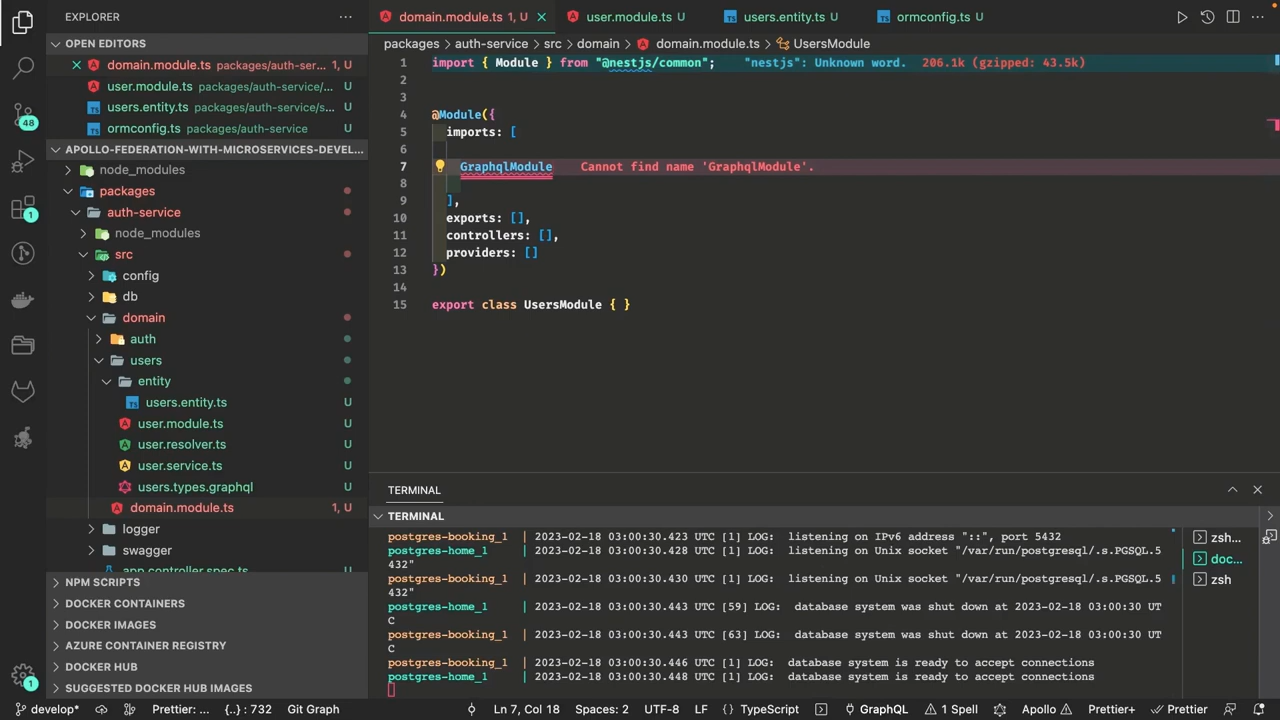 EXPLORER
OPEN EDITORS
domain.module.ts packages/auth-ser... 1, U
user.module.ts packages/auth-service/...
users.entity.ts packages/auth-service/s...
ormconfig.ts packages/auth-service
APOLLO-FEDERATION-WITH-MICROSERVICES-DEVEL...
node_modules
packages
auth-service
node_modules
src
config
db
domain
auth U
users
entity
users.entity.ts U
user.module.ts U
user.resolver.ts U
user.service.ts U
users.types.graphql U
domain.module.ts 1, U
logger
swagger
app.controller.spec.ts
NPM SCRIPTS
DOCKER CONTAINERS
DOCKER IMAGES
AZURE CONTAINER REGISTRY
DOCKER HUB
SUGGESTED DOCKER HUB IMAGES
48
1
1
domain.module.ts 1, U
user.module.ts U
users.entity.ts U
ormconfig.ts U
packages > auth-service > src > domain > domain.module.ts > UsersModule
1 import { Module } from "@nestjs/common"; "nestjs": Unknown word. 206.1k (gzipped: 43.5k)
2
3
4 @Module({
5 imports: [
6
7 GraphqlModule Cannot find name 'GraphqlModule'.
8
9 ],
10 exports: [],
11 controllers: [],
12 providers: []
13 })
14
15 export class UsersModule { }
TERMINAL
TERMINAL
postgres-booking_1 | 2023-02-18 03:00:30.423 UTC [1] LOG: listening on IPv6 address "::", port 5432
postgres-home_1 | 2023-02-18 03:00:30.428 UTC [1] LOG: listening on Unix socket "/var/run/postgresql/.s.PGSQL.5
432"
postgres-booking_1 | 2023-02-18 03:00:30.430 UTC [1] LOG: listening on Unix socket "/var/run/postgresql/.s.PGSQL.5
432"
postgres-home_1 | 2023-02-18 03:00:30.443 UTC [59] LOG: database system was shut down at 2023-02-18 03:00:30 UT
C
postgres-booking_1 | 2023-02-18 03:00:30.443 UTC [63] LOG: database system was shut down at 2023-02-18 03:00:30 UT
C
postgres-booking_1 | 2023-02-18 03:00:30.446 UTC [1] LOG: database system is ready to accept connections
postgres-home_1 | 2023-02-18 03:00:30.448 UTC [1] LOG: database system is ready to accept connections
zsh...
doc...
zsh
develop* Prettier: ... {..} : 732 Git Graph Ln 7, Col 18 Spaces: 2 UTF-8 LF TypeScript GraphQL 1 Spell Apollo Prettier+ Prettier